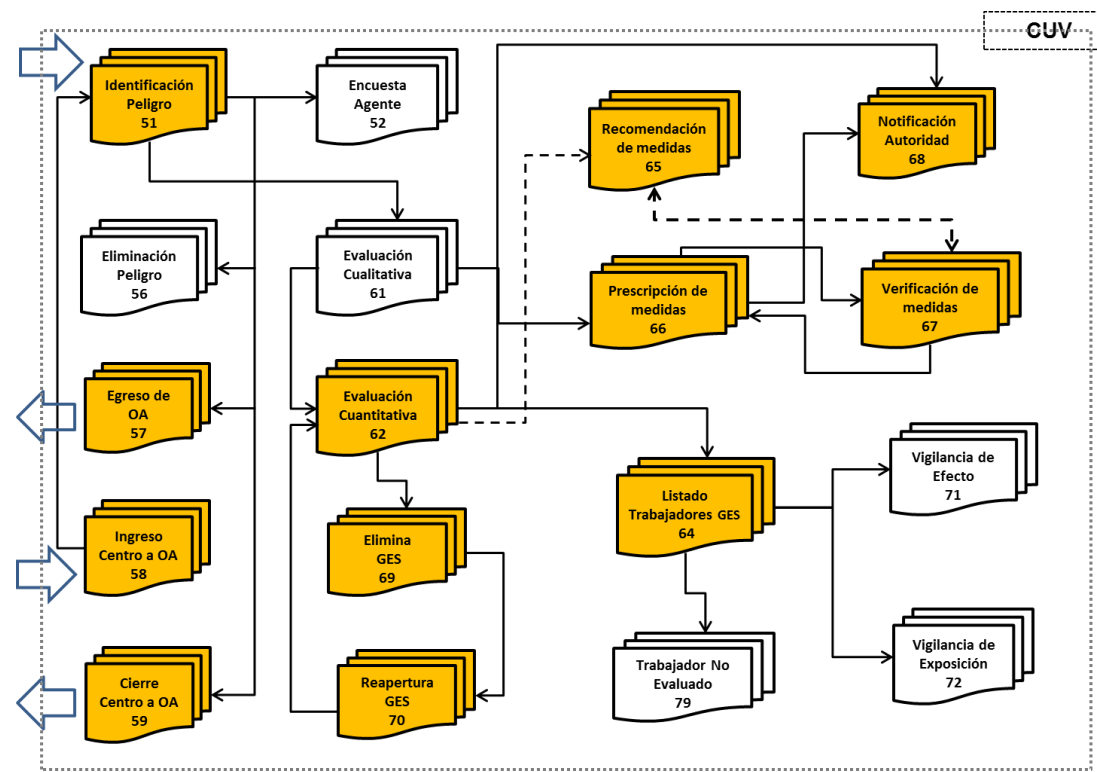 CUV
Identificación
Peligro
51
Encuesta
Agente
52
Recomendación
de medidas
65
Notificación
Autoridad
68
Eliminación
Peligro
56
Evaluación
Cualitativa
61
Prescripción de
medidas
66
Verificación de
medidas
67
Egreso de
OA
57
Evaluación
Cuantitativa
62
Vigilancia de
Efecto
71
Ingreso
Centro a OA
58
Elimina
GES
69
Listado
Trabajadores GES
64
Cierre
Centro a OA
59
Reapertura
GES
70
Trabajador No
Evaluado
79
Vigilancia de
Exposición
72